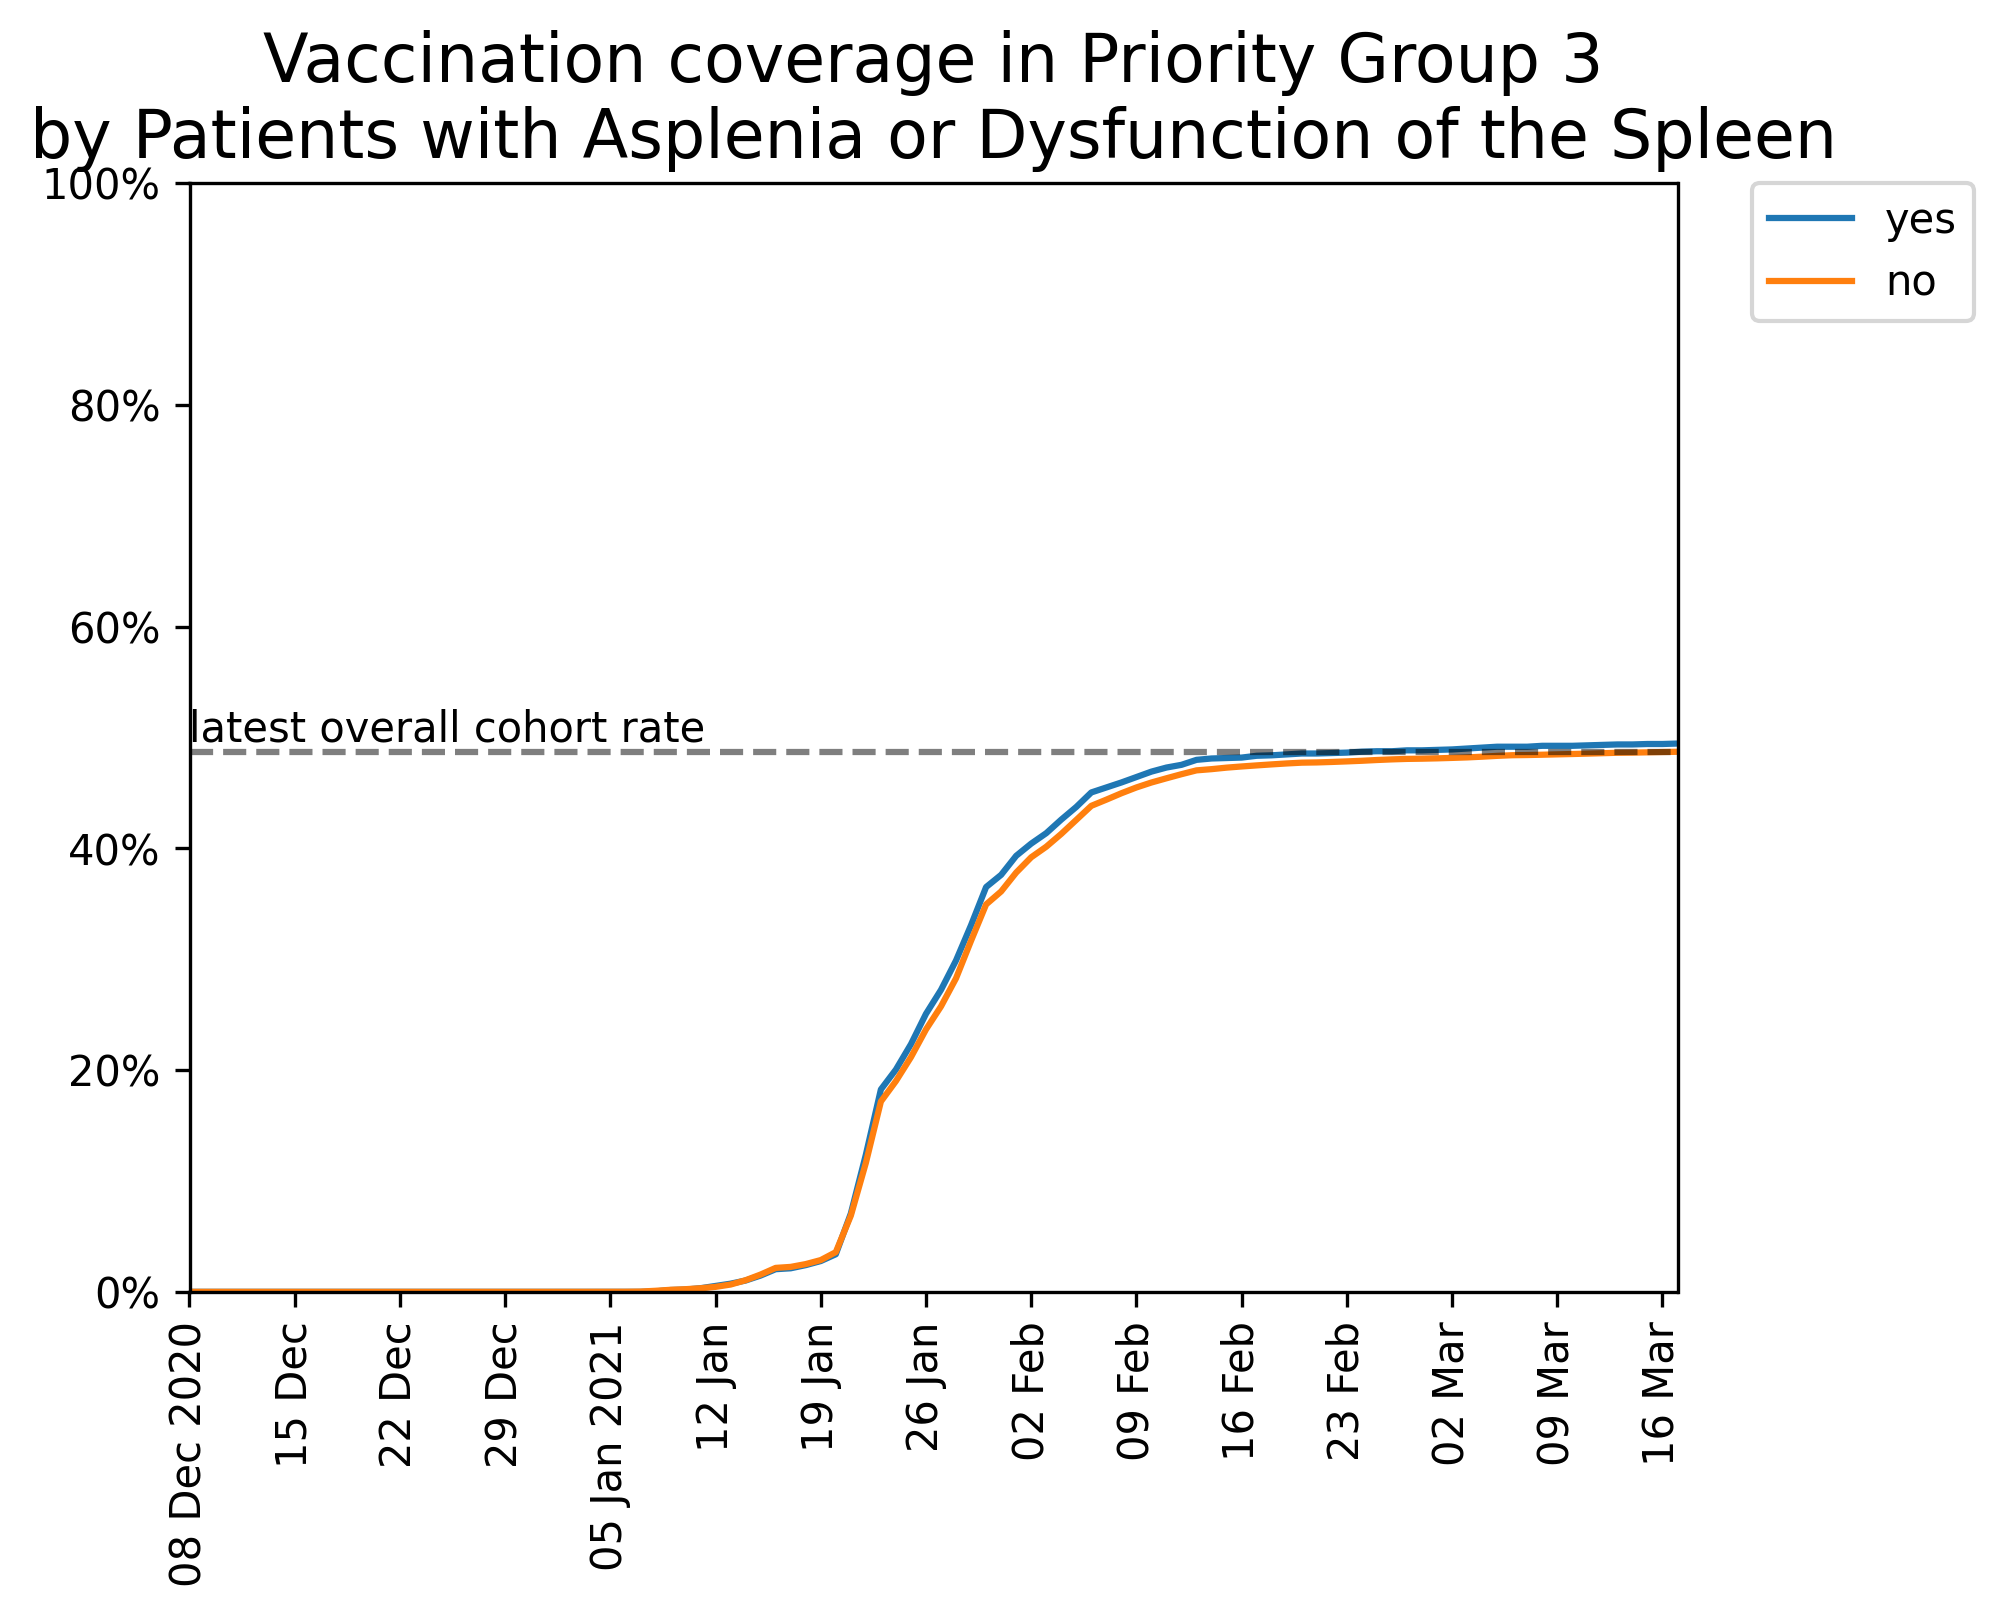 Vaccination coverage in Priority Group 3
by Patients with Asplenia or Dysfunction of the Spleen
100%
80%
60%
40%
20%
0%
latest overall cohort rate
yes
no
08 Dec 2020
15 Dec
22 Dec
29 Dec
05 Jan 2021
12 Jan
19 Jan
26 Jan
02 Feb
09 Feb
16 Feb
23 Feb
02 Mar
09 Mar
16 Mar